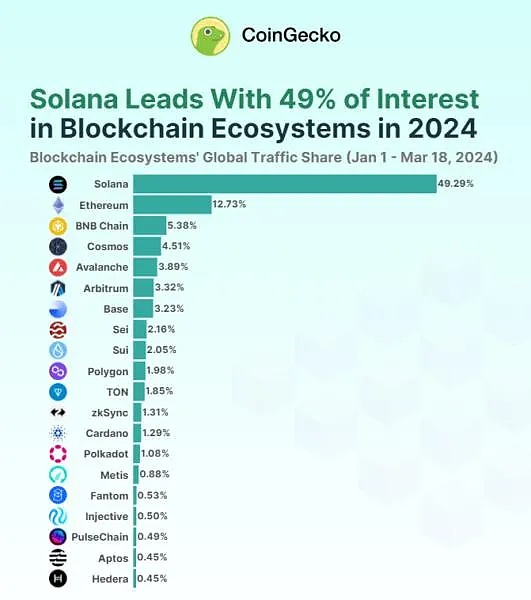 CoinGecko
Solana Leads With 49% of Interest
in Blockchain Ecosystems in 2024
Blockchain Ecosystems' Global Traffic Share (Jan 1 - Mar 18, 2024)
Solana 49.29%
Ethereum 12.73%
BNB Chain 5.38%
Cosmos 4.51%
Avalanche 3.89%
Arbitrum 3.32%
Base 3.23%
Sei 2.16%
Sui 2.05%
Polygon 1.98%
TON 1.85%
zkSync 1.31%
Cardano 1.29%
Polkadot 1.08%
Metis 0.88%
Fantom 0.53%
Injective 0.50%
PulseChain 0.49%
Aptos 0.45%
Hedera 0.45%